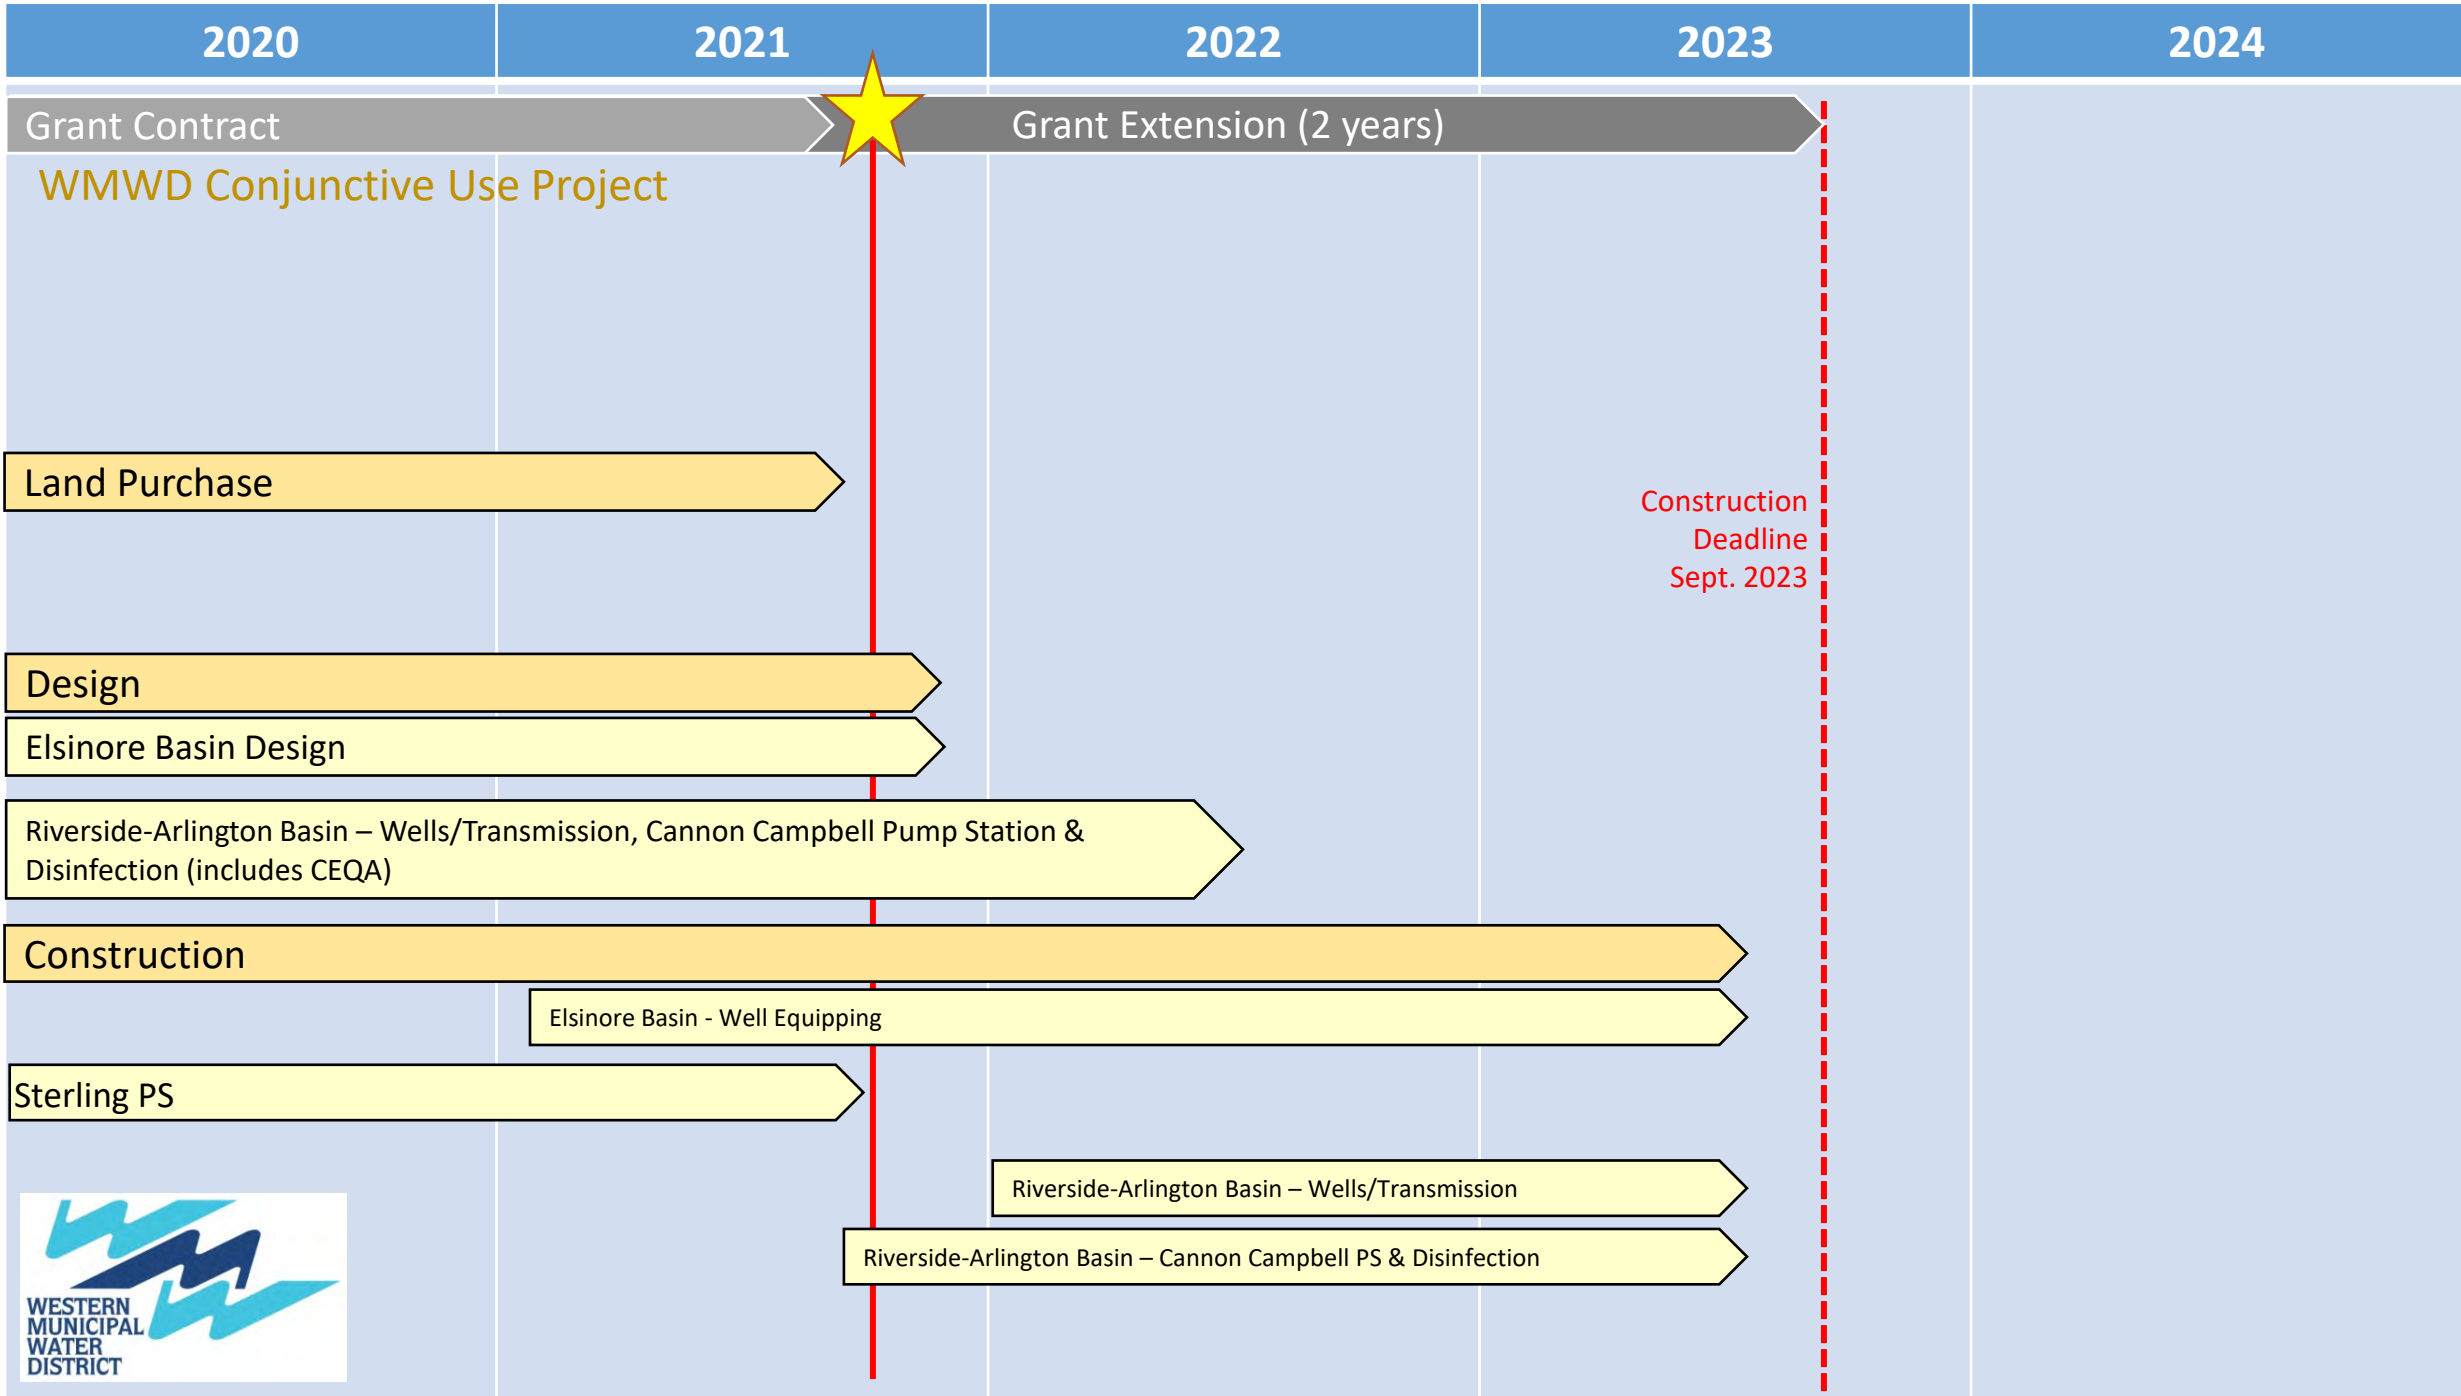 2020 2021 2022 2023 2024
Grant Contract
Grant Extension (2 years)
WMWD Conjunctive Use Project
Land Purchase
Construction
Deadline
Sept. 2023
Design
Elsinore Basin Design
Riverside-Arlington Basin – Wells/Transmission, Cannon Campbell Pump Station &
Disinfection (includes CEQA)
Construction
Elsinore Basin - Well Equipping
Sterling PS
Riverside-Arlington Basin – Wells/Transmission
Riverside-Arlington Basin – Cannon Campbell PS & Disinfection
WESTERN
MUNICIPAL
WATER
DISTRICT